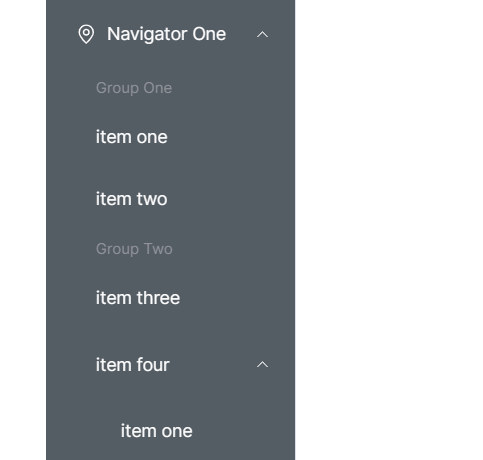 Navigator One
Group One
item one
item two
Group Two
item three
item four
item one